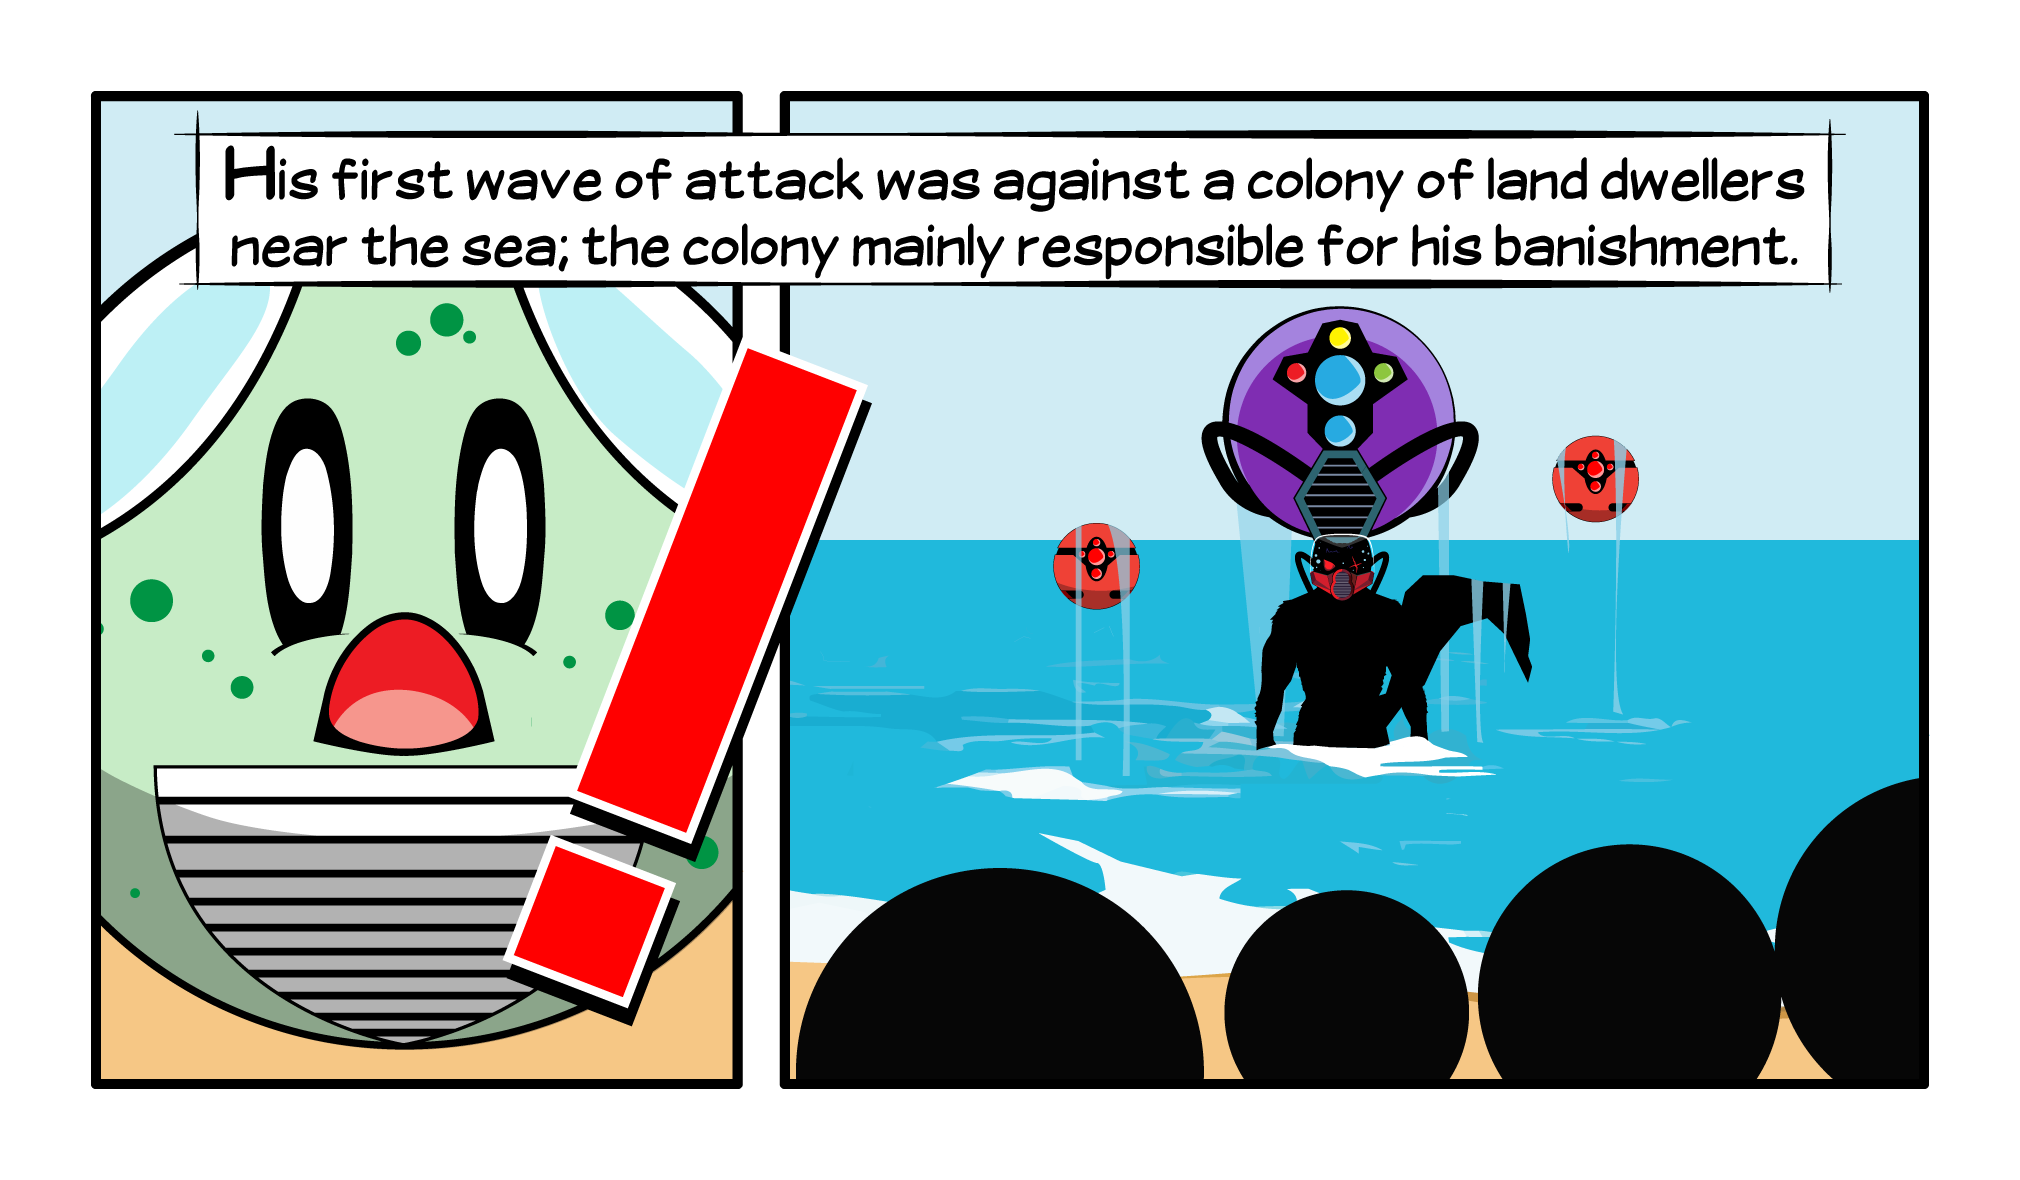 His first wave of attack was against a colony of land dwellers
near the sea; the colony mainly responsible for his banishment.
!